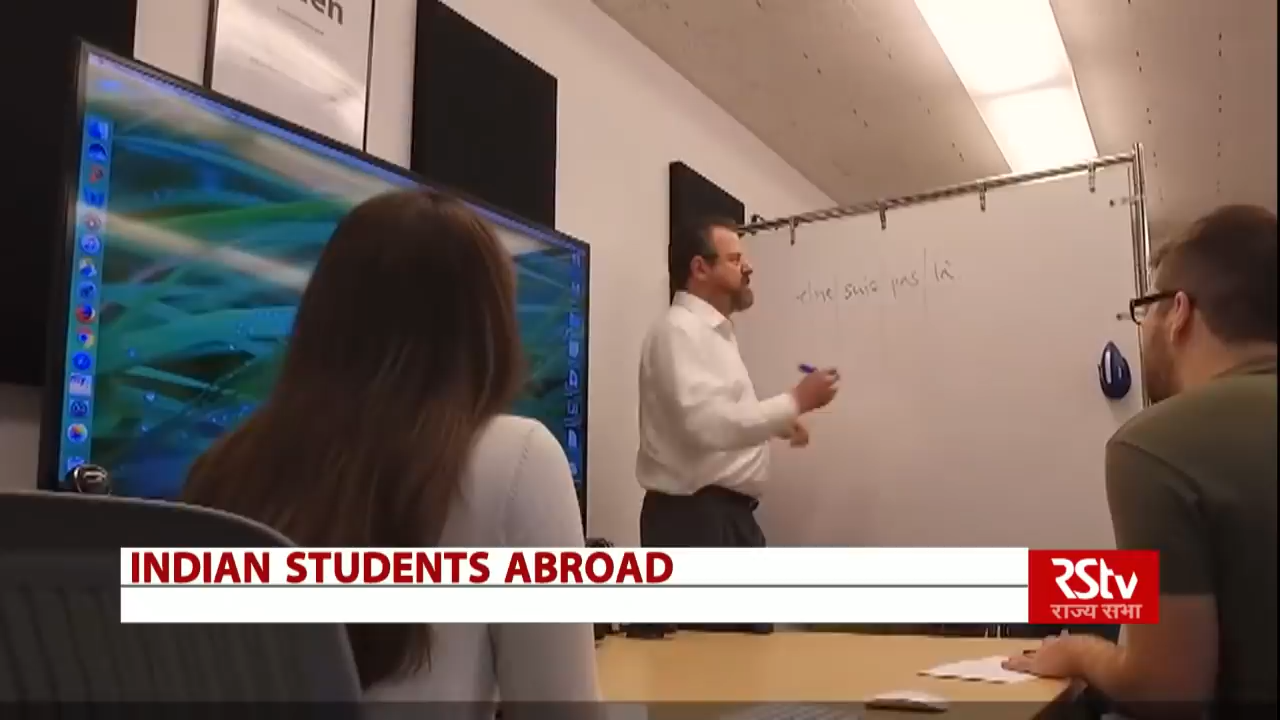 suis pas là
INDIAN STUDENTS ABROAD
RSTV
राज्य सभा